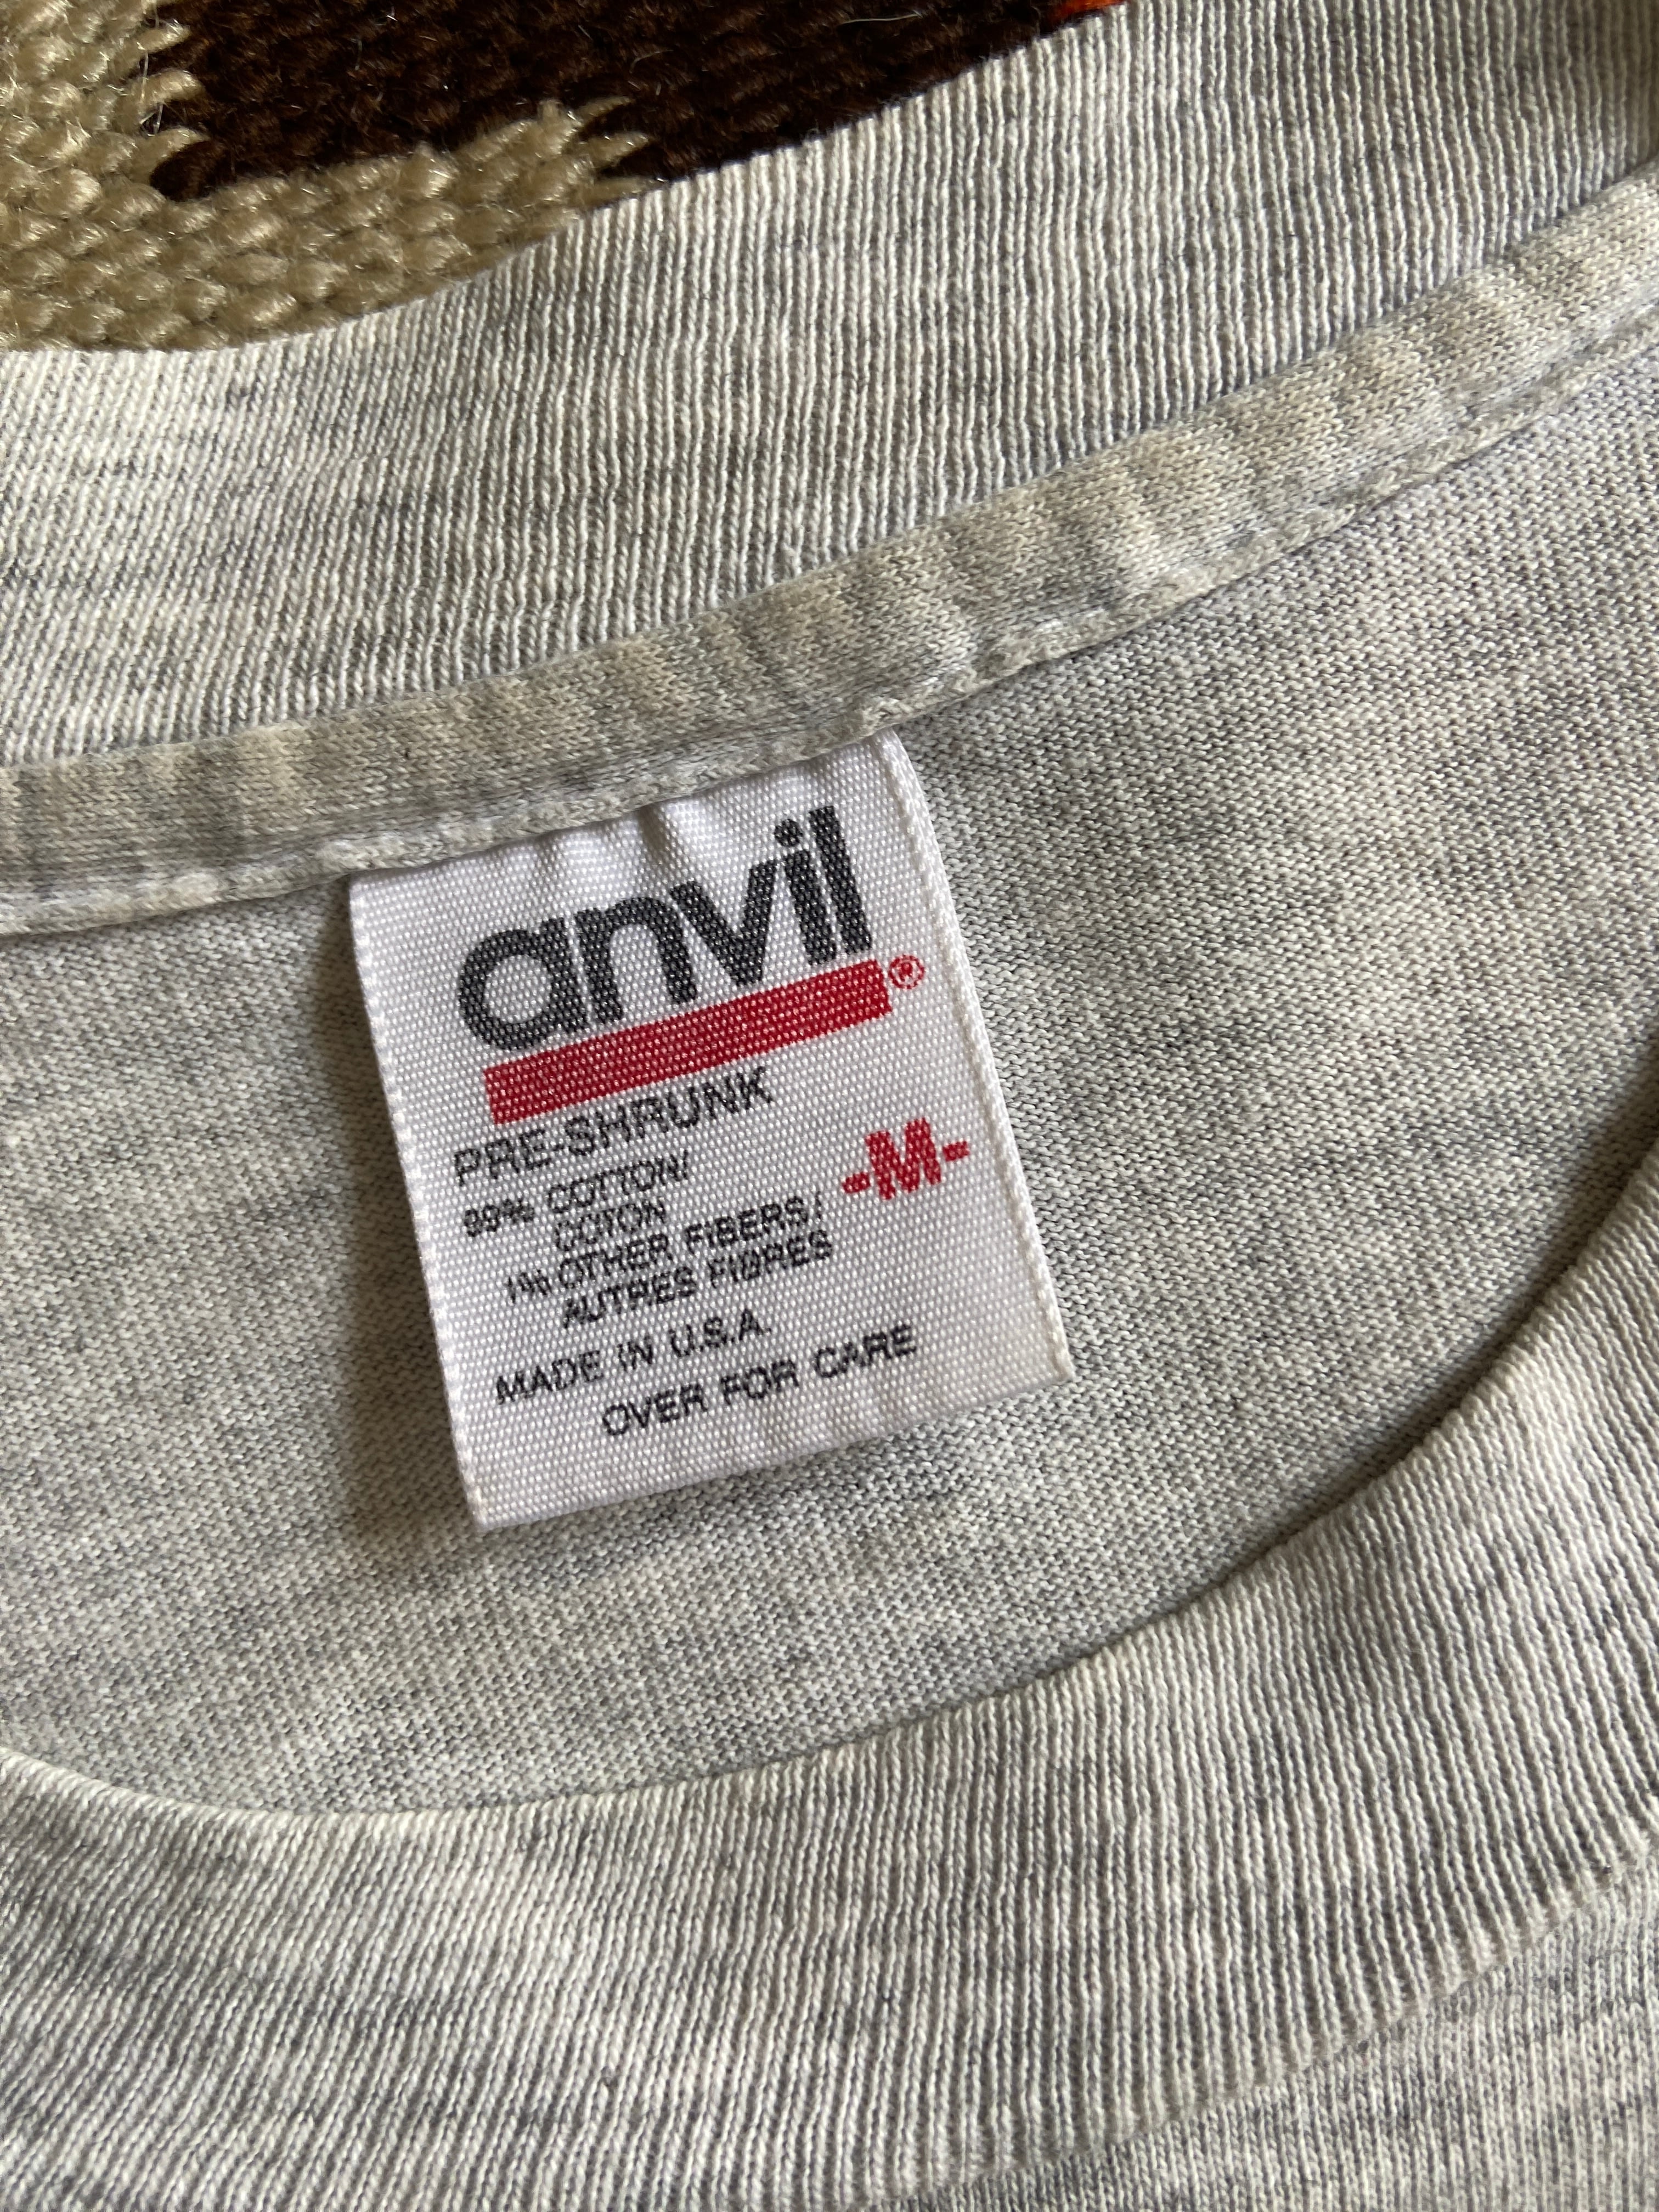 anvil®
PRE-SHRUNK
99% COTTON/
COTON
1% OTHER FIBERS/
AUTRES FIBRES
-M-
MADE IN U.S.A.
OVER FOR CARE